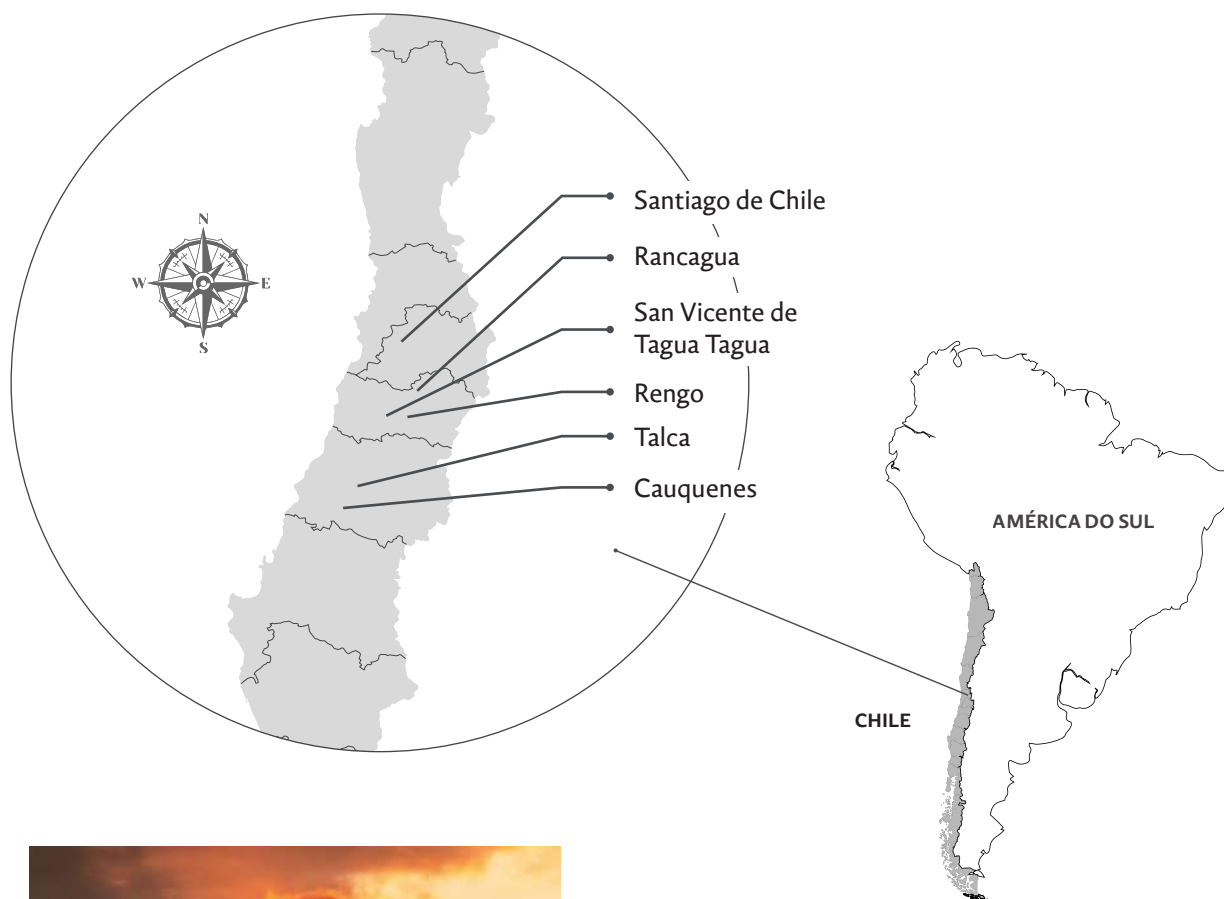 Santiago de Chile
Rancagua
San Vicente de
Tagua Tagua
Rengo
Talca
Cauquenes
N
W
E
S
AMÉRICA DO SUL
CHILE